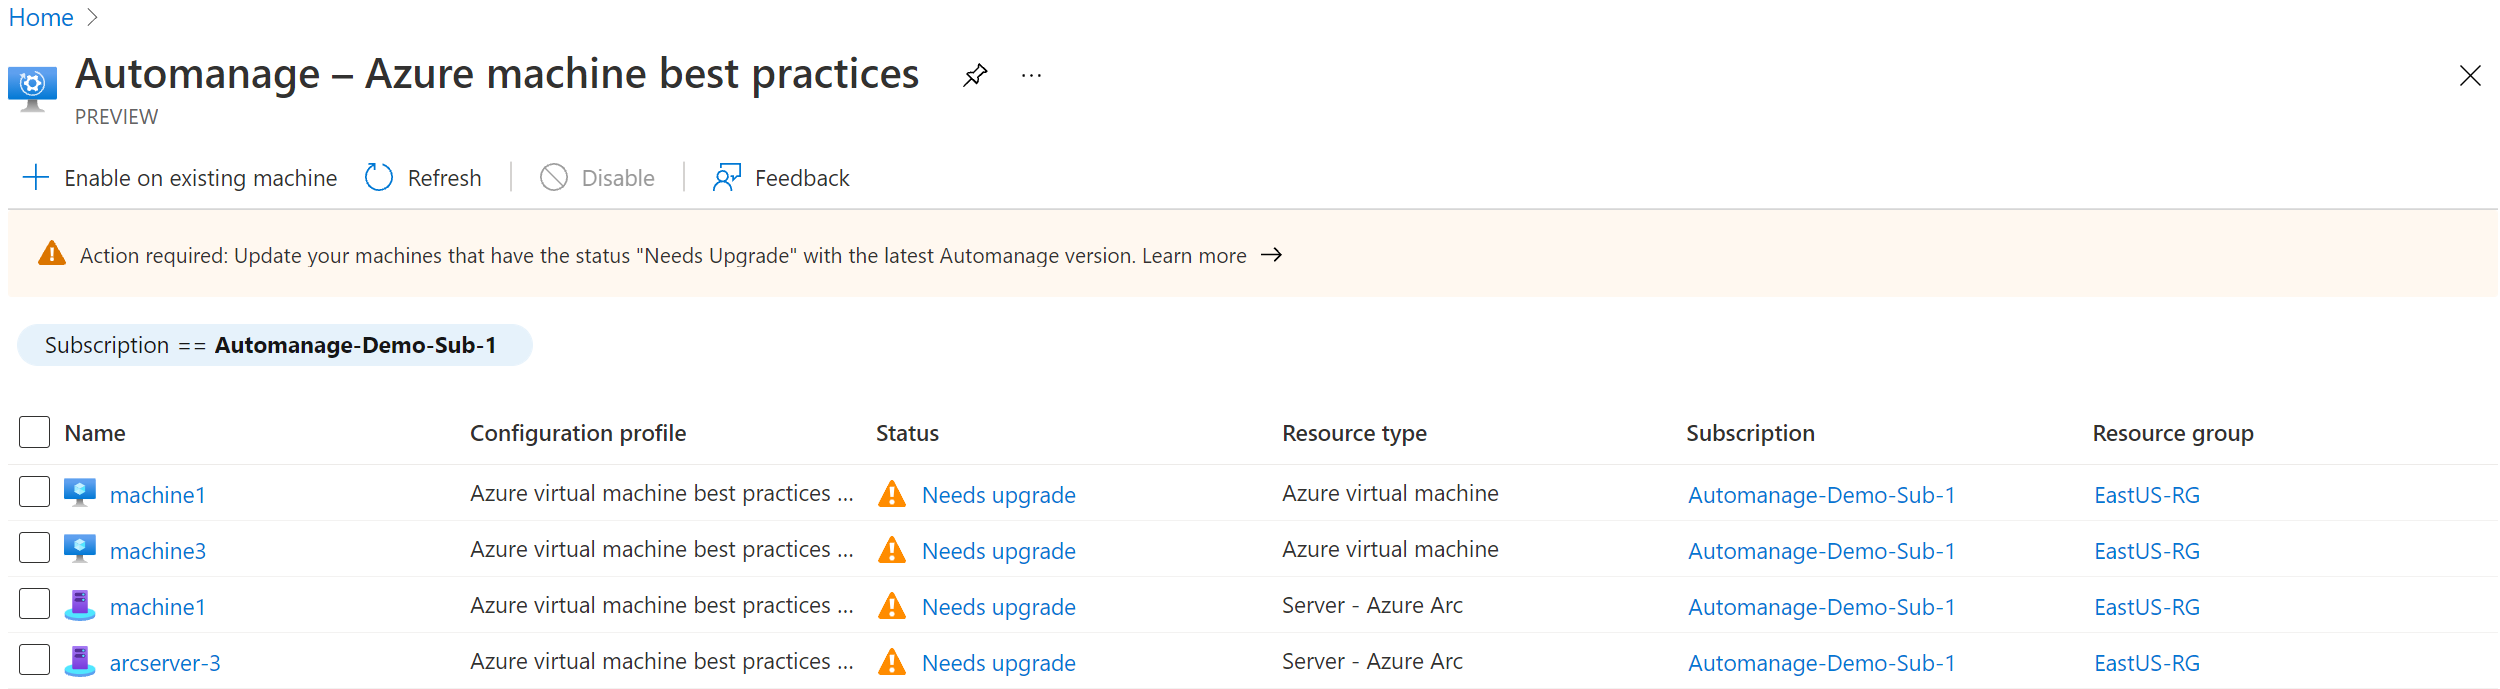 Home
Automanage – Azure machine best practices
PREVIEW
Enable on existing machine Refresh Disable Feedback
Action required: Update your machines that have the status "Needs Upgrade" with the latest Automanage version. Learn more →
Subscription == Automanage-Demo-Sub-1
Name Configuration profile Status Resource type Subscription Resource group
machine1 Azure virtual machine best practices ... Needs upgrade Azure virtual machine Automanage-Demo-Sub-1 EastUS-RG
machine3 Azure virtual machine best practices ... Needs upgrade Azure virtual machine Automanage-Demo-Sub-1 EastUS-RG
machine1 Azure virtual machine best practices ... Needs upgrade Server - Azure Arc Automanage-Demo-Sub-1 EastUS-RG
arcserver-3 Azure virtual machine best practices ... Needs upgrade Server - Azure Arc Automanage-Demo-Sub-1 EastUS-RG